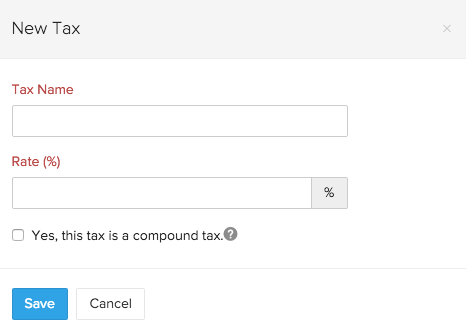 New Tax
×
Tax Name
Rate (%)
%
Yes, this tax is a compound tax.?
Save Cancel